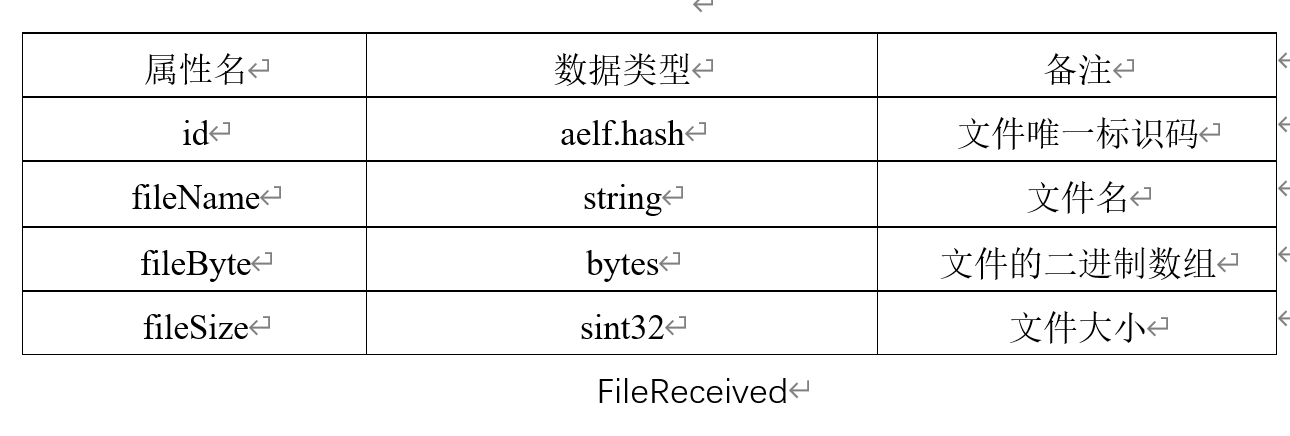 属性名 数据类型 备注
id aelf.hash 文件唯一标识码
fileName string 文件名
fileByte bytes 文件的二进制数组
fileSize sint32 文件大小
FileReceived